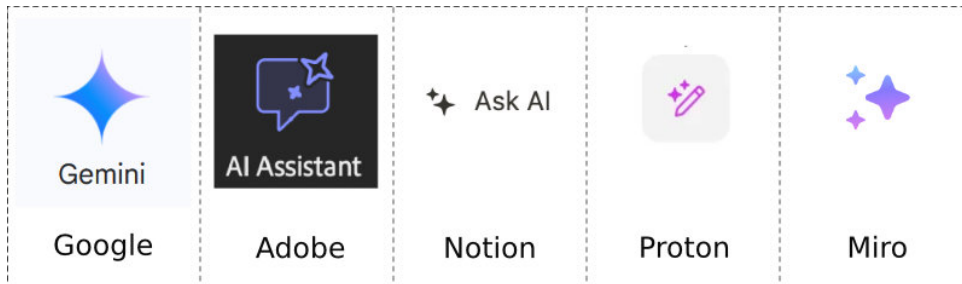 Gemini
AI Assistant
Ask AI
Google
Adobe
Notion
Proton
Miro